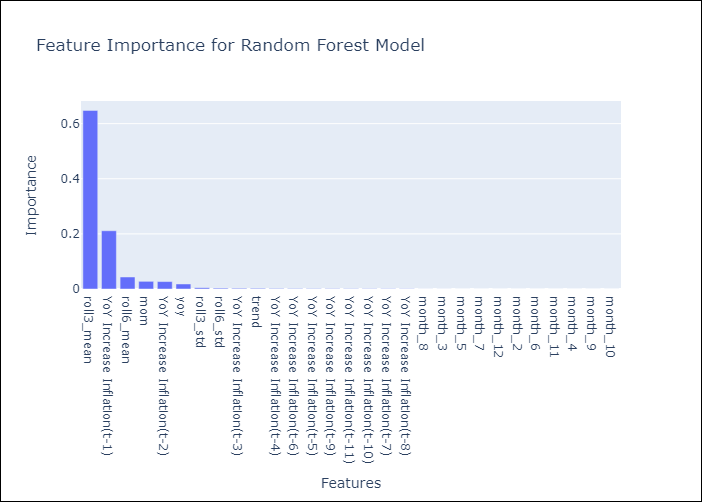 Feature Importance for Random Forest Model
Importance
0.6
0.4
0.2
0
roll3_mean
YoY Increase Inflation(t-1)
roll6_mean
mom
YoY Increase Inflation(t-2)
yoy
roll3_std
roll6_std
YoY Increase Inflation(t-3)
trend
YoY Increase Inflation(t-4)
YoY Increase Inflation(t-6)
YoY Increase Inflation(t-5)
YoY Increase Inflation(t-9)
YoY Increase Inflation(t-11)
YoY Increase Inflation(t-10)
YoY Increase Inflation(t-7)
YoY Increase Inflation(t-8)
month_8
month_3
month_5
month_7
month_12
month_2
month_6
month_11
month_4
month_9
month_10
Features